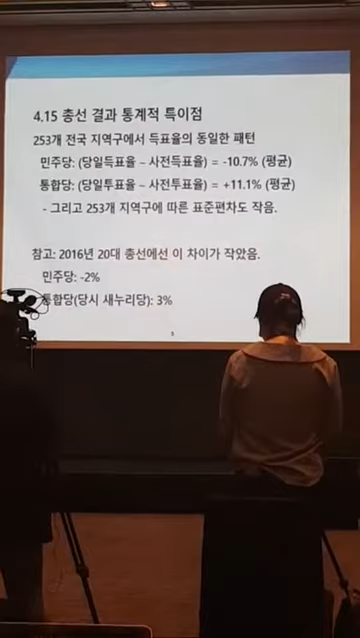 4.15 총선 결과 통계적 특이점
253개 전국 지역구에서 득표율의 동일한 패턴
민주당: (당일득표율 – 사전득표율) = -10.7% (평균)
통합당: (당일투표율 – 사전투표율) = +11.1% (평균)
- 그리고 253개 지역구에 따른 표준편차도 작음.
참고: 2016년 20대 총선에선 이 차이가 작았음.
민주당: -2%
통합당(당시 새누리당): 3%
5